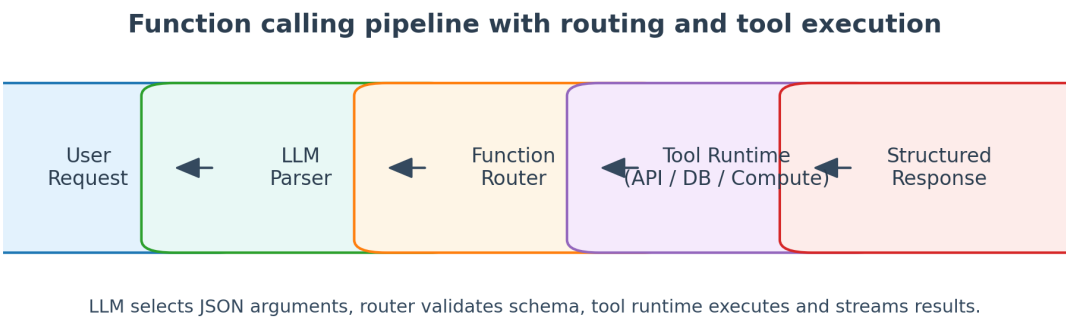 Function calling pipeline with routing and tool execution
User
Request
LLM
Parser
Function
Router
Tool Runtime
(API / DB / Compute)
Structured
Response
LLM selects JSON arguments, router validates schema, tool runtime executes and streams results.